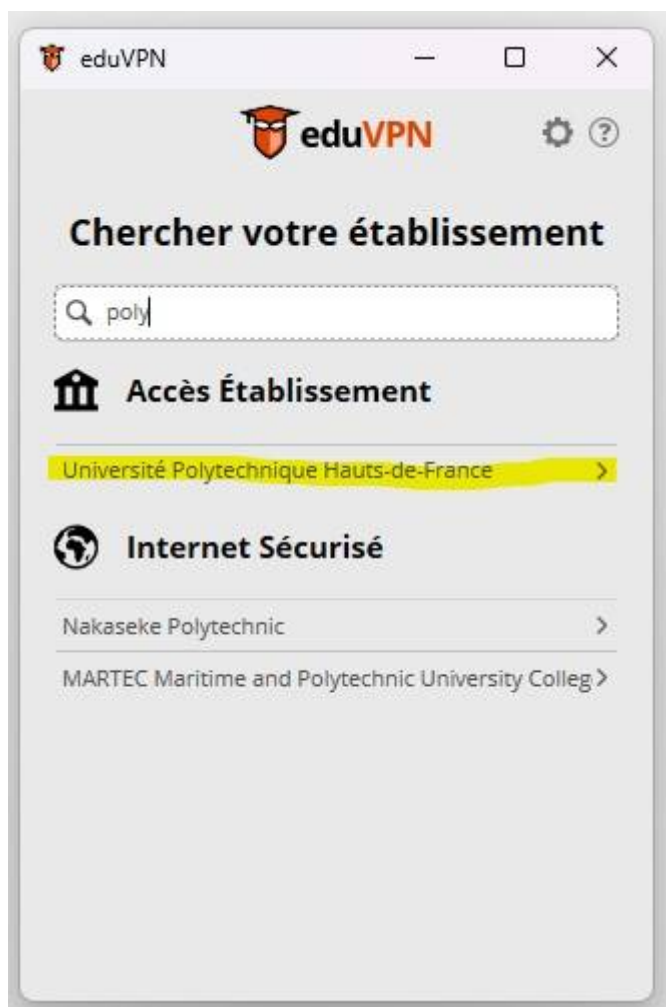 eduVPN
eduVPN
Chercher votre établissement
poly
Accès Établissement
Université Polytechnique Hauts-de-France
Internet Sécurisé
Nakaseke Polytechnic
MARTEC Maritime and Polytechnic University Colleg